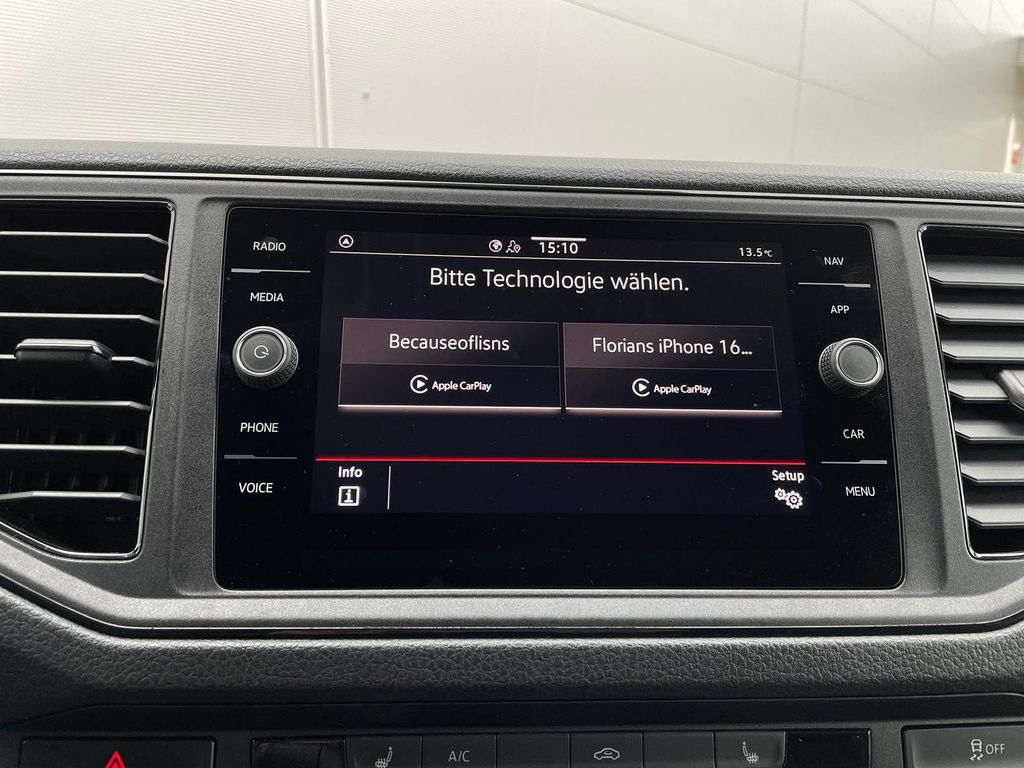 RADIO
MEDIA
PHONE
VOICE
15:10
13.5°C
Bitte Technologie wählen.
Becauseoflisns
Apple CarPlay
Florians iPhone 16...
Apple CarPlay
Info
i
Setup
NAV
APP
CAR
MENU
A/C
OFF